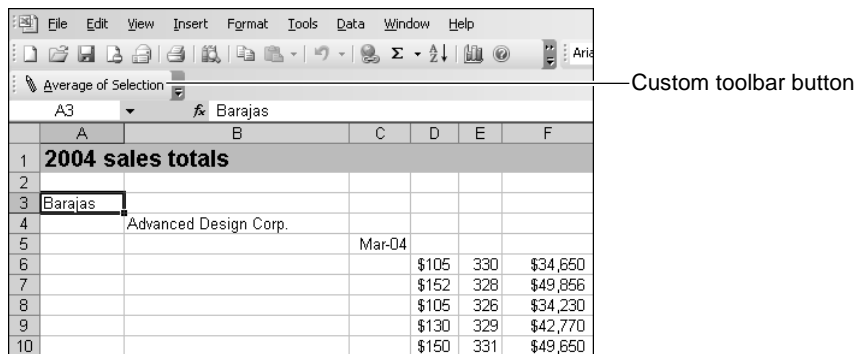 File Edit View Insert Format Tools Data Window Help
Σ Aria
Average of Selection
Custom toolbar button
A3 fx Barajas
A B C D E F
1 2004 sales totals
2
3 Barajas
4 Advanced Design Corp.
5 Mar-04
6 $105 330 $34,650
7 $152 328 $49,856
8 $105 326 $34,230
9 $130 329 $42,770
10 $150 331 $49,650